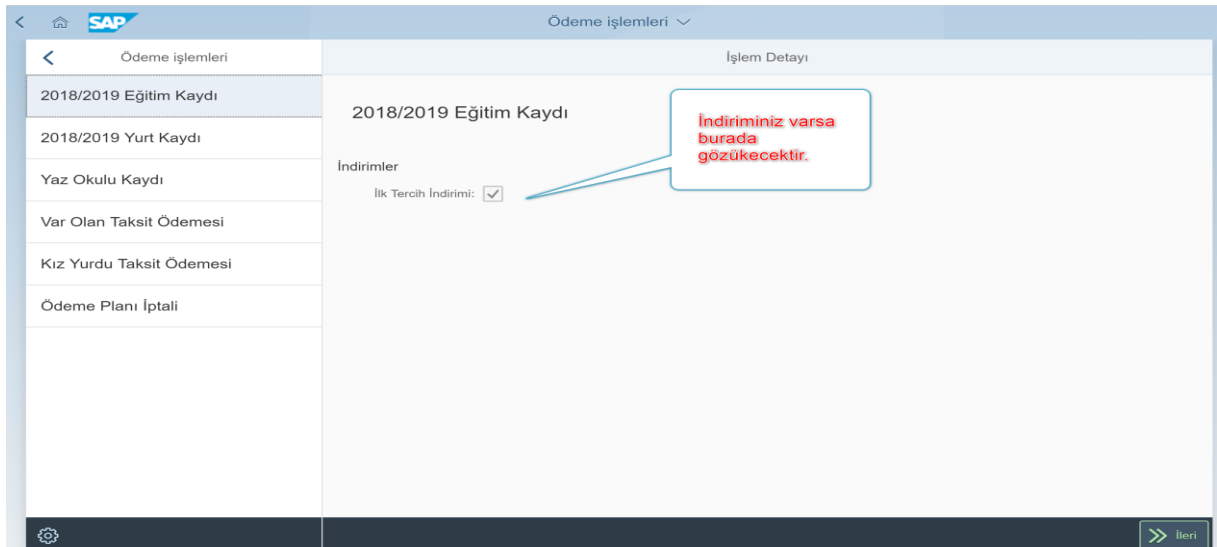 SAP
Ödeme işlemleri
Ödeme işlemleri
İşlem Detayı
2018/2019 Eğitim Kaydı
2018/2019 Yurt Kaydı
Yaz Okulu Kaydı
Var Olan Taksit Ödemesi
Kız Yurdu Taksit Ödemesi
Ödeme Planı İptali
2018/2019 Eğitim Kaydı
İndiriminiz varsa
burada
gözükecektir.
İndirimler
İlk Tercih İndirimi:
İleri